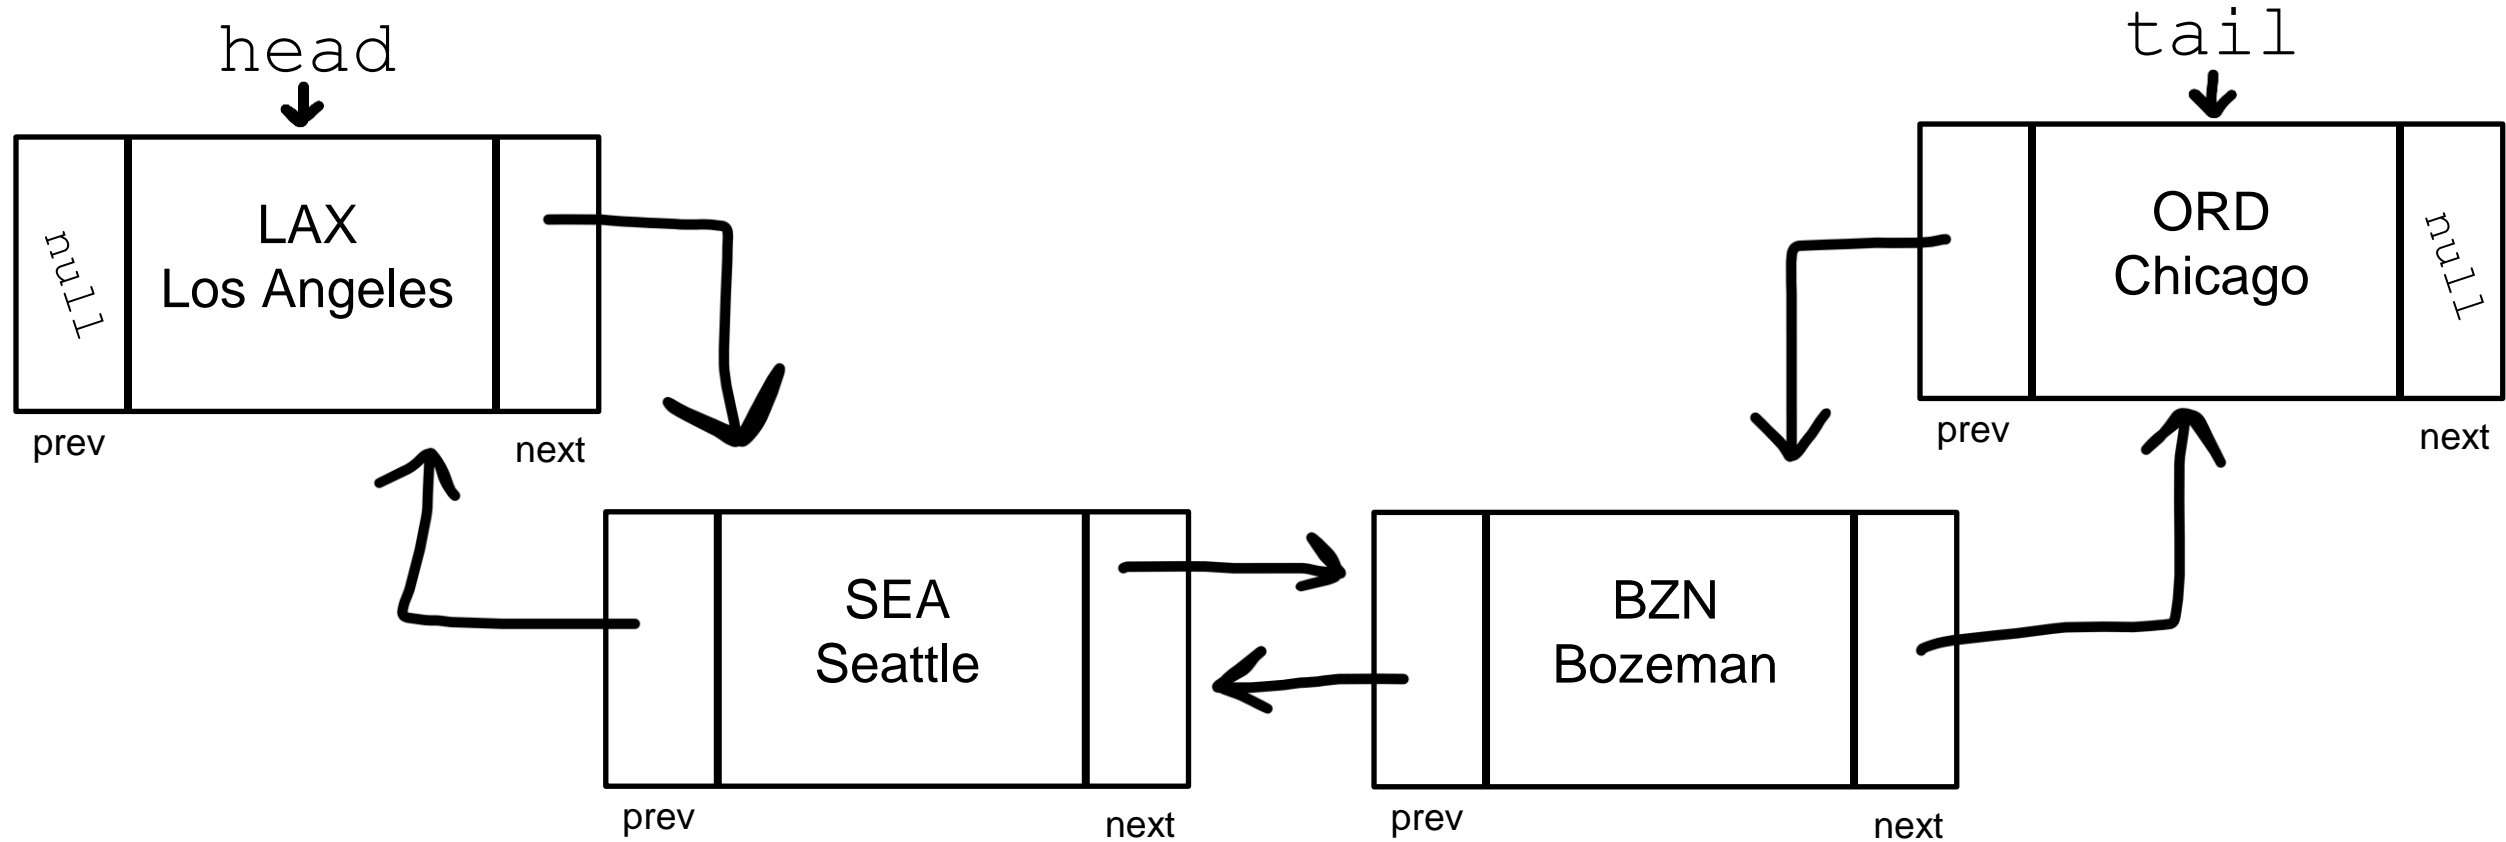 head
tail
null
LAX
Los Angeles
prev
next
ORD
Chicago
null
prev
next
SEA
Seattle
prev
next
BZN
Bozeman
prev
next